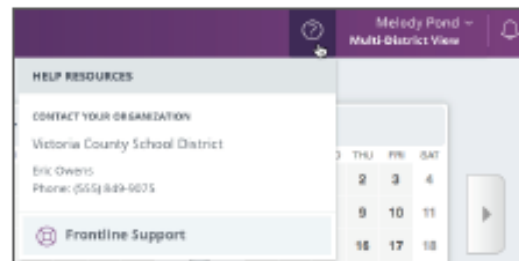 Melody Pond
Multi-District View
HELP RESOURCES
CONTACT YOUR ORGANIZATION
Victoria County School District
Eric Owens
Phone: (555) 849-9075
Frontline Support
THU FRI SAT
2 3 4
9 10 11
16 17 18